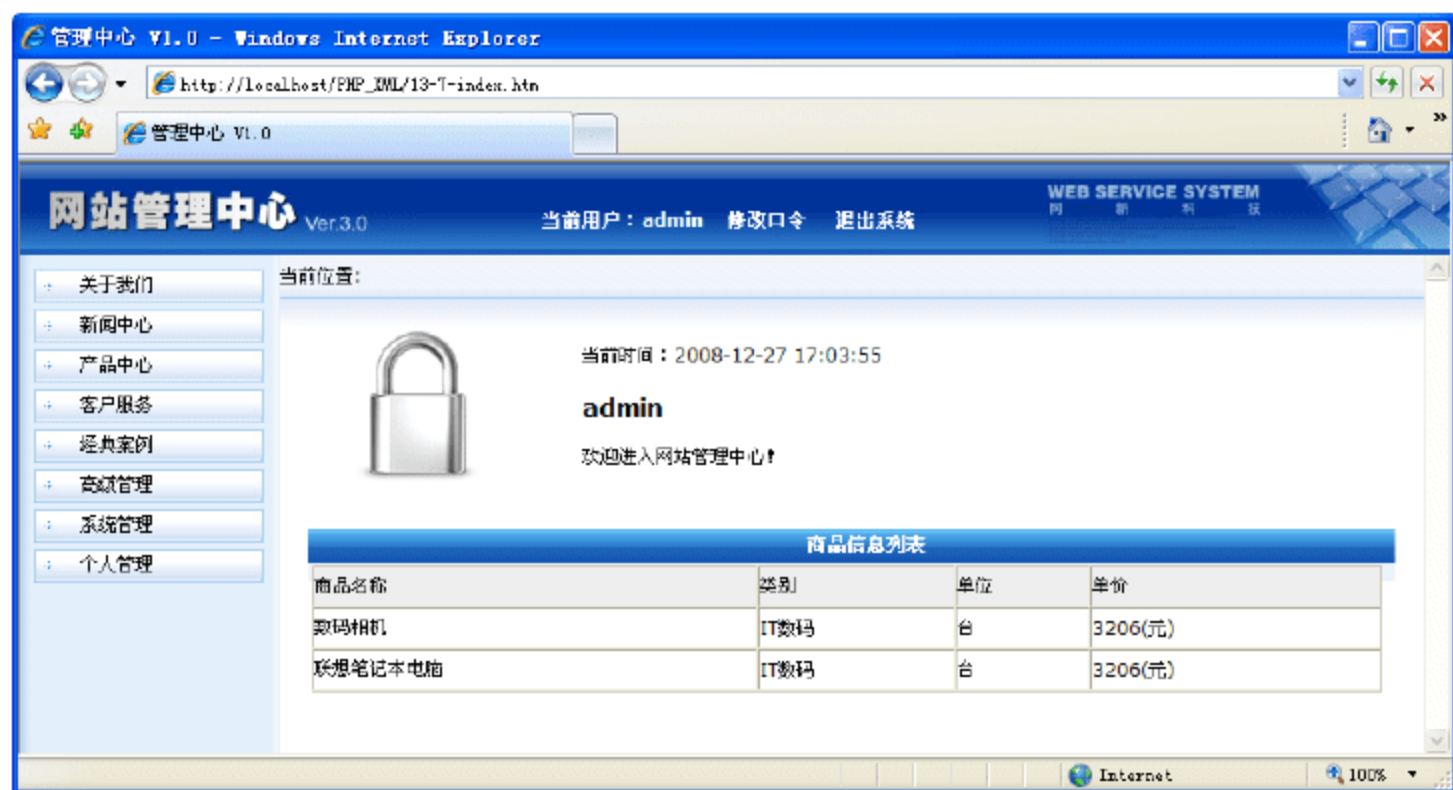 管理中心 V1.0 - Windows Internet Explorer
http://localhost/PHP_XML/13-7-index.htm
管理中心 V1.0
网站管理中心 Ver.3.0
当前用户：admin 修改口令 退出系统
WEB SERVICE SYSTEM
当前位置:
关于我们
新闻中心
产品中心
客户服务
经典案例
高级管理
系统管理
个人管理
当前时间：2008-12-27 17:03:55
admin
欢迎进入网站管理中心！
商品信息列表
商品名称 类别 单位 单价
数码相机 IT数码 台 3206(元)
联想笔记本电脑 IT数码 台 3206(元)
Internet 100%